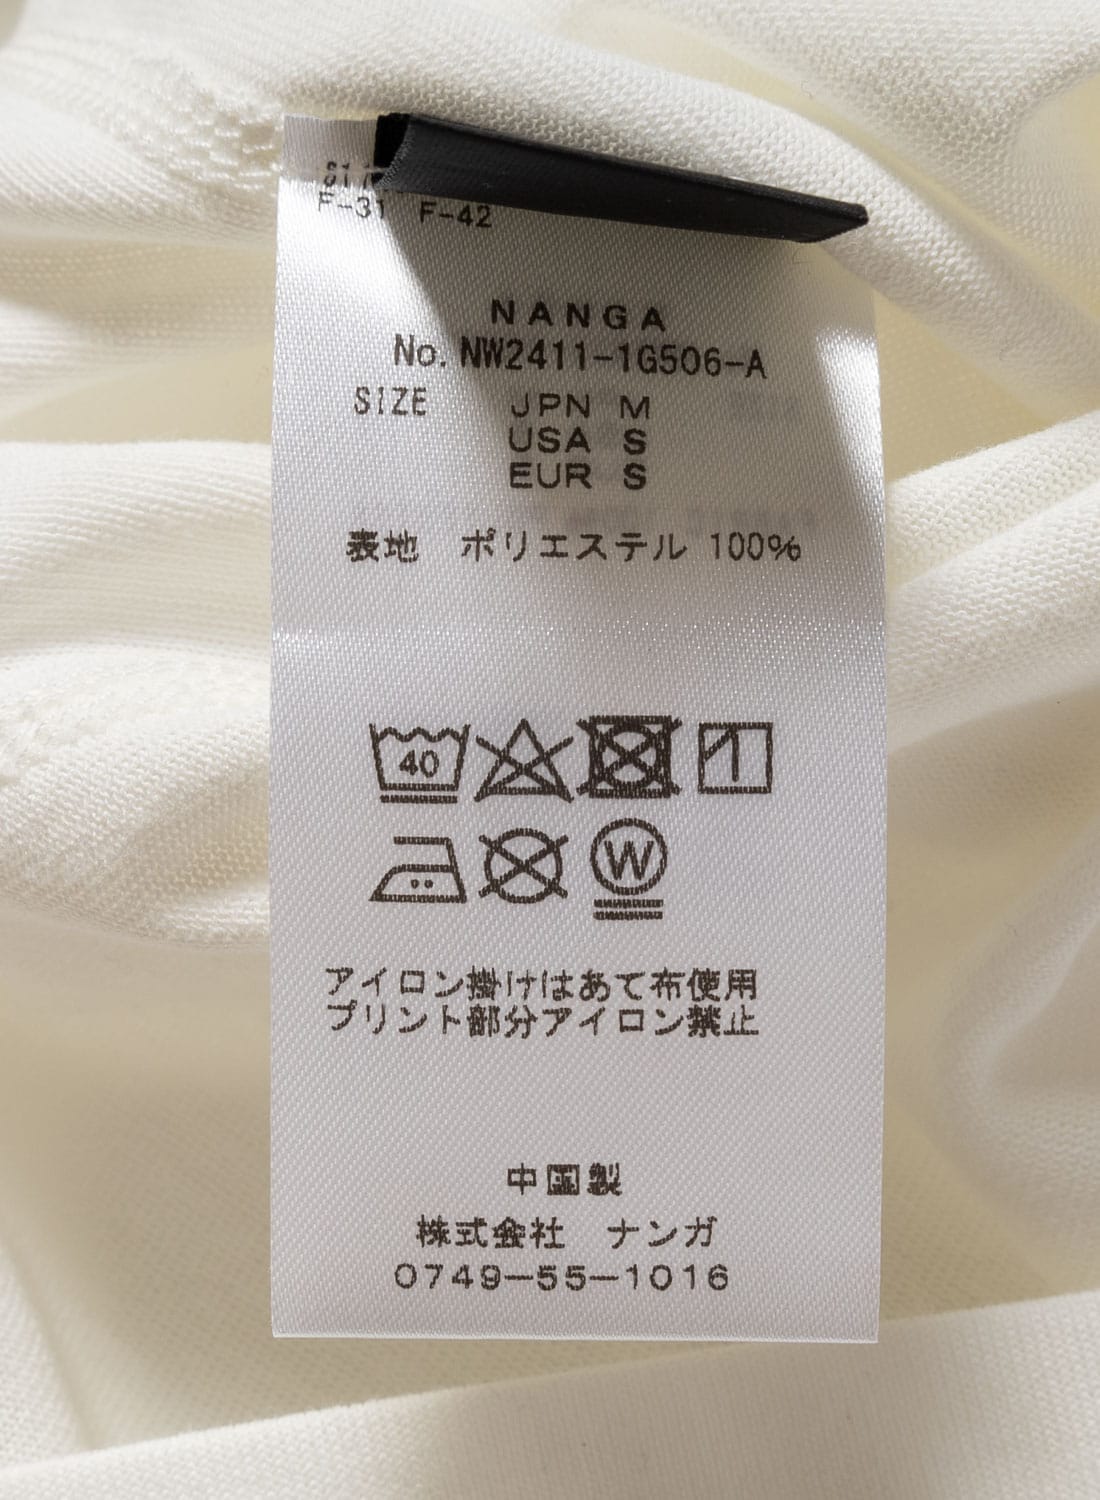 F-31 F-42
NANGA
No. NW2411-1G506-A
SIZE JPN M
USA S
EUR S
表地 ポリエステル 100%
40
W
アイロン掛けはあて布使用
プリント部分アイロン禁止
中国製
株式会社 ナンガ
0749-55-1016